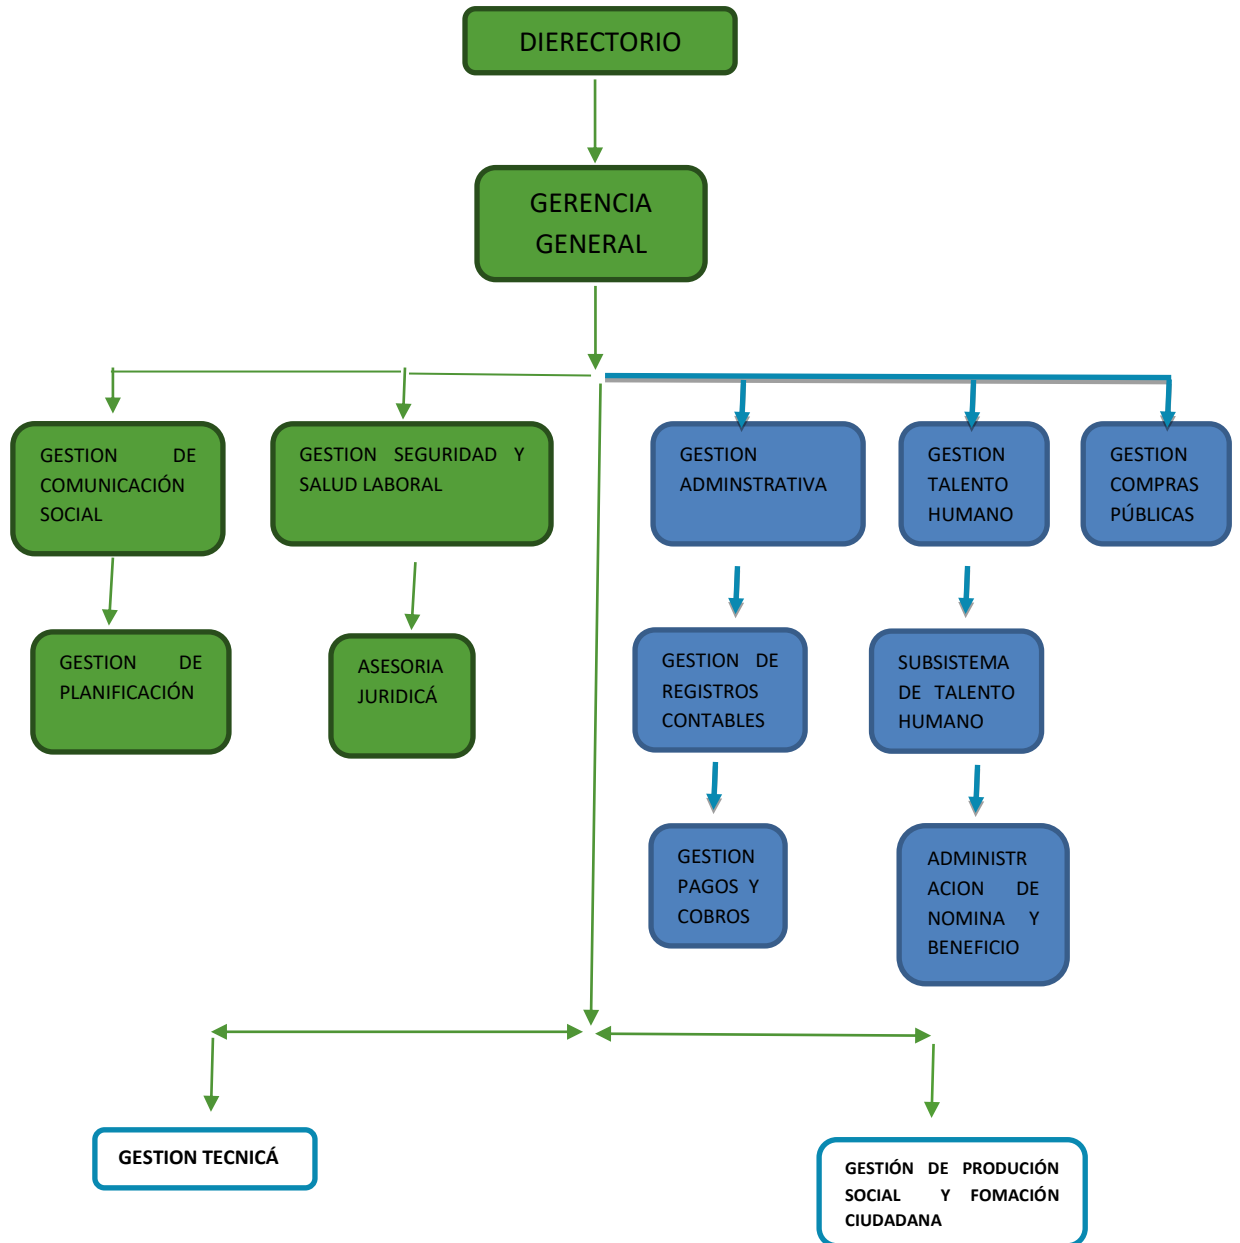 DIERECTORIO
GERENCIA
GENERAL
GESTION DE
COMUNICACIÓN
SOCIAL
GESTION SEGURIDAD Y
SALUD LABORAL
GESTION
ADMINSTRATIVA
GESTION
TALENTO
HUMANO
GESTION
COMPRAS
PÚBLICAS
GESTION DE
PLANIFICACIÓN
ASESORIA
JURIDICÁ
GESTION DE
REGISTROS
CONTABLES
SUBSISTEMA
DE TALENTO
HUMANO
GESTION
PAGOS Y
COBROS
ADMINISTR
ACION DE
NOMINA Y
BENEFICIO
GESTION TECNICÁ
GESTIÓN DE PRODUCIÓN
SOCIAL Y FOMACIÓN
CIUDADANA